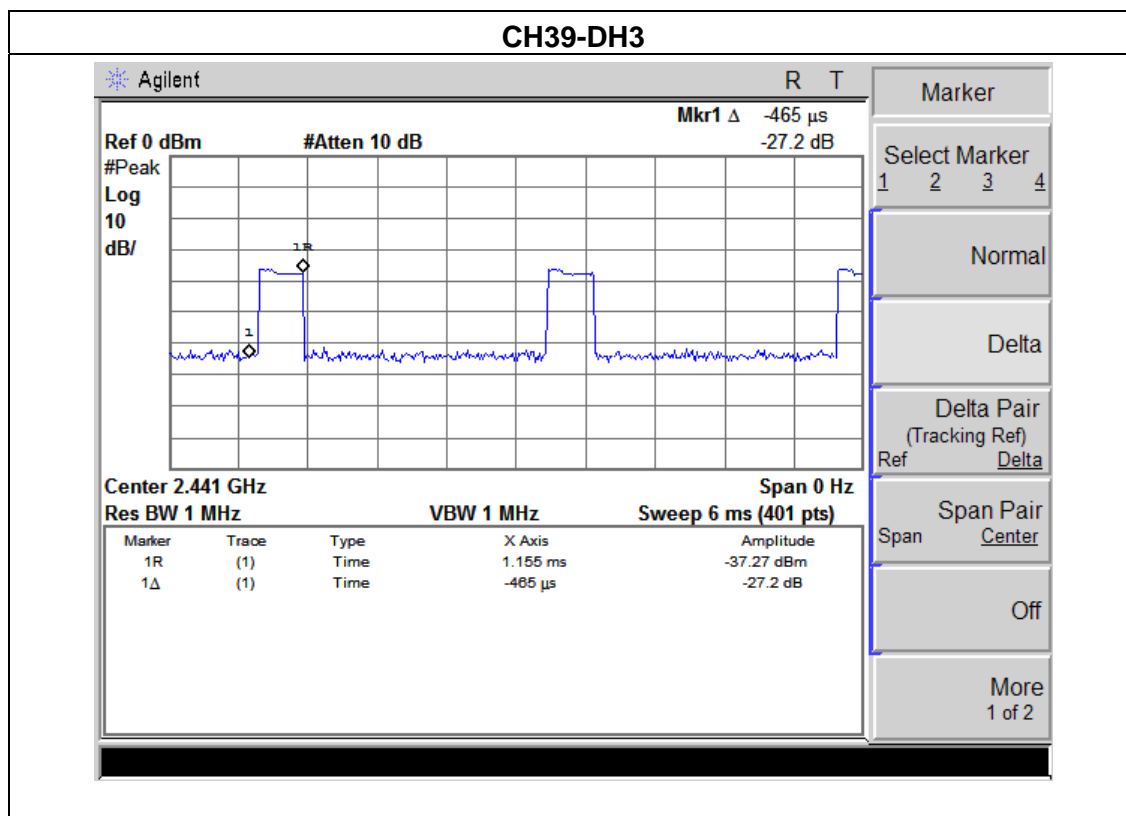 CH39-DH3
Agilent R T
Mkr1 Δ -465 µs
Ref 0 dBm #Atten 10 dB -27.2 dB
#Peak
Log
10
dB/
1R
1
Center 2.441 GHz Span 0 Hz
Res BW 1 MHz VBW 1 MHz Sweep 6 ms (401 pts)
Marker Trace Type X Axis Amplitude
1R (1) Time 1.155 ms -37.27 dBm
1Δ (1) Time -465 µs -27.2 dB
Marker
Select Marker
1 2 3 4
Normal
Delta
Delta Pair
(Tracking Ref)
Ref Delta
Span Pair
Span Center
Off
More
1 of 2